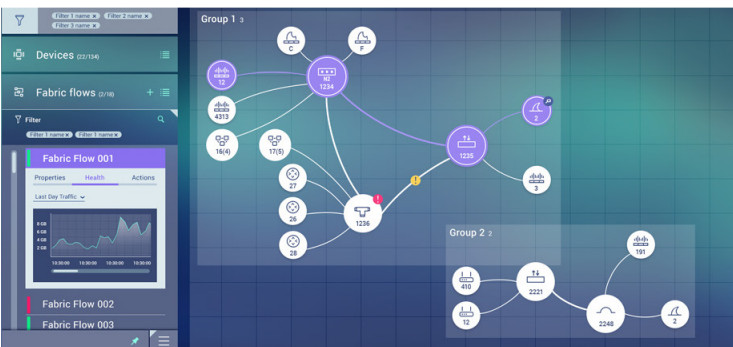 Filter 1 name x Filter 2 name x
Filter 3 name x
Devices (22/134)
Fabric flows (2/18) +
Filter
Filter 1 name x Filter 1 name x
Fabric Flow 001
Properties Health Actions
Last Day Traffic
8 GB
6 GB
4 GB
2 GB
10:30:00 10:30:00 10:30:00 10:30:00
Fabric Flow 002
Fabric Flow 003
Group 1 3
C
F
N2
1234
12
4313
16(4)
17(5)
27
26
28
1236
!
!
1235
2
3
Group 2 2
191
410
12
2221
2248
2